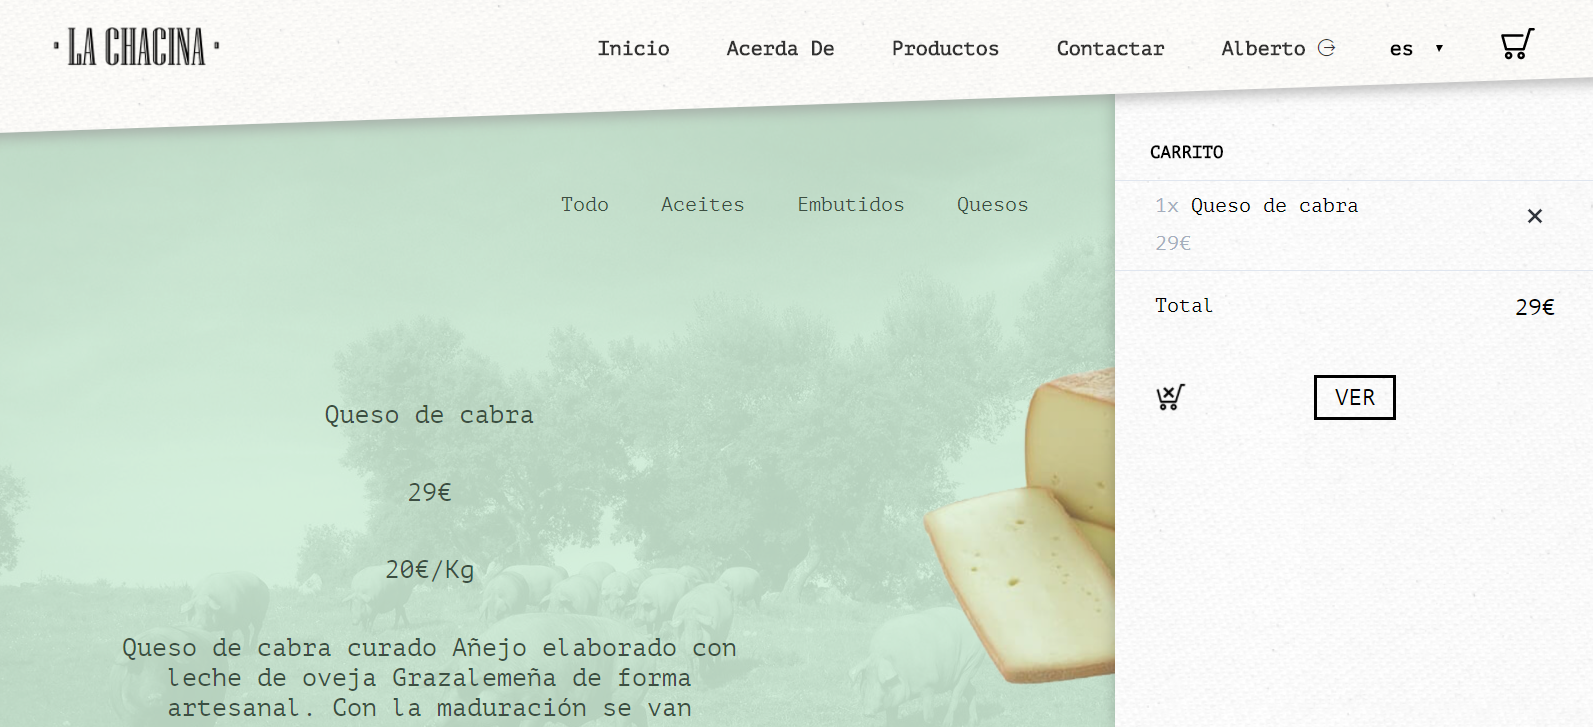 · LA CHACINA ·
Inicio Acerda De Productos Contactar Alberto es
CARRITO
1x Queso de cabra
29€
Total 29€
VER
Todo Aceites Embutidos Quesos
Queso de cabra
29€
20€/Kg
Queso de cabra curado Añejo elaborado con
leche de oveja Grazalemeña de forma
artesanal. Con la maduración se van